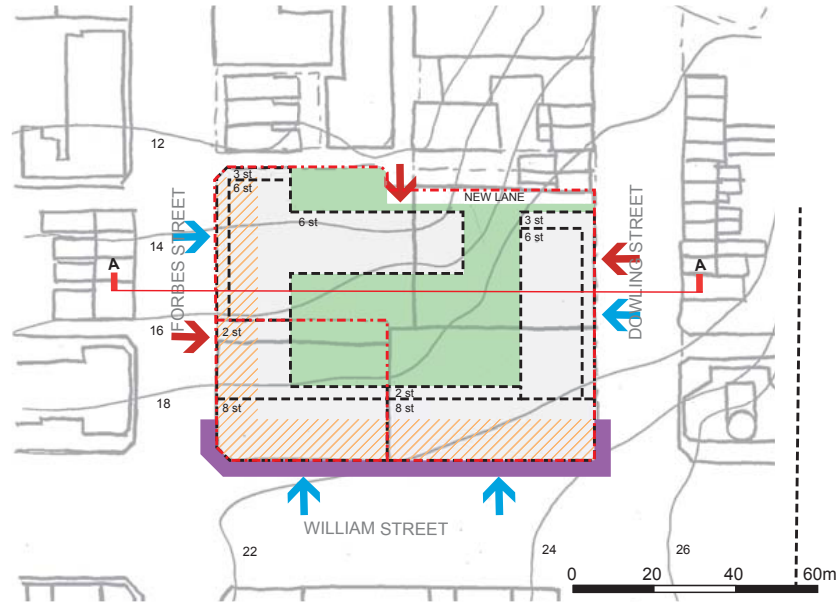 12
3 st
6 st
NEW LANE
6 st
3 st
6 st
14
FORBES STREET
A
A
DOWLING STREET
16
2 st
18
8 st
2 st
8 st
WILLIAM STREET
22
24
26
0 20 40 60m